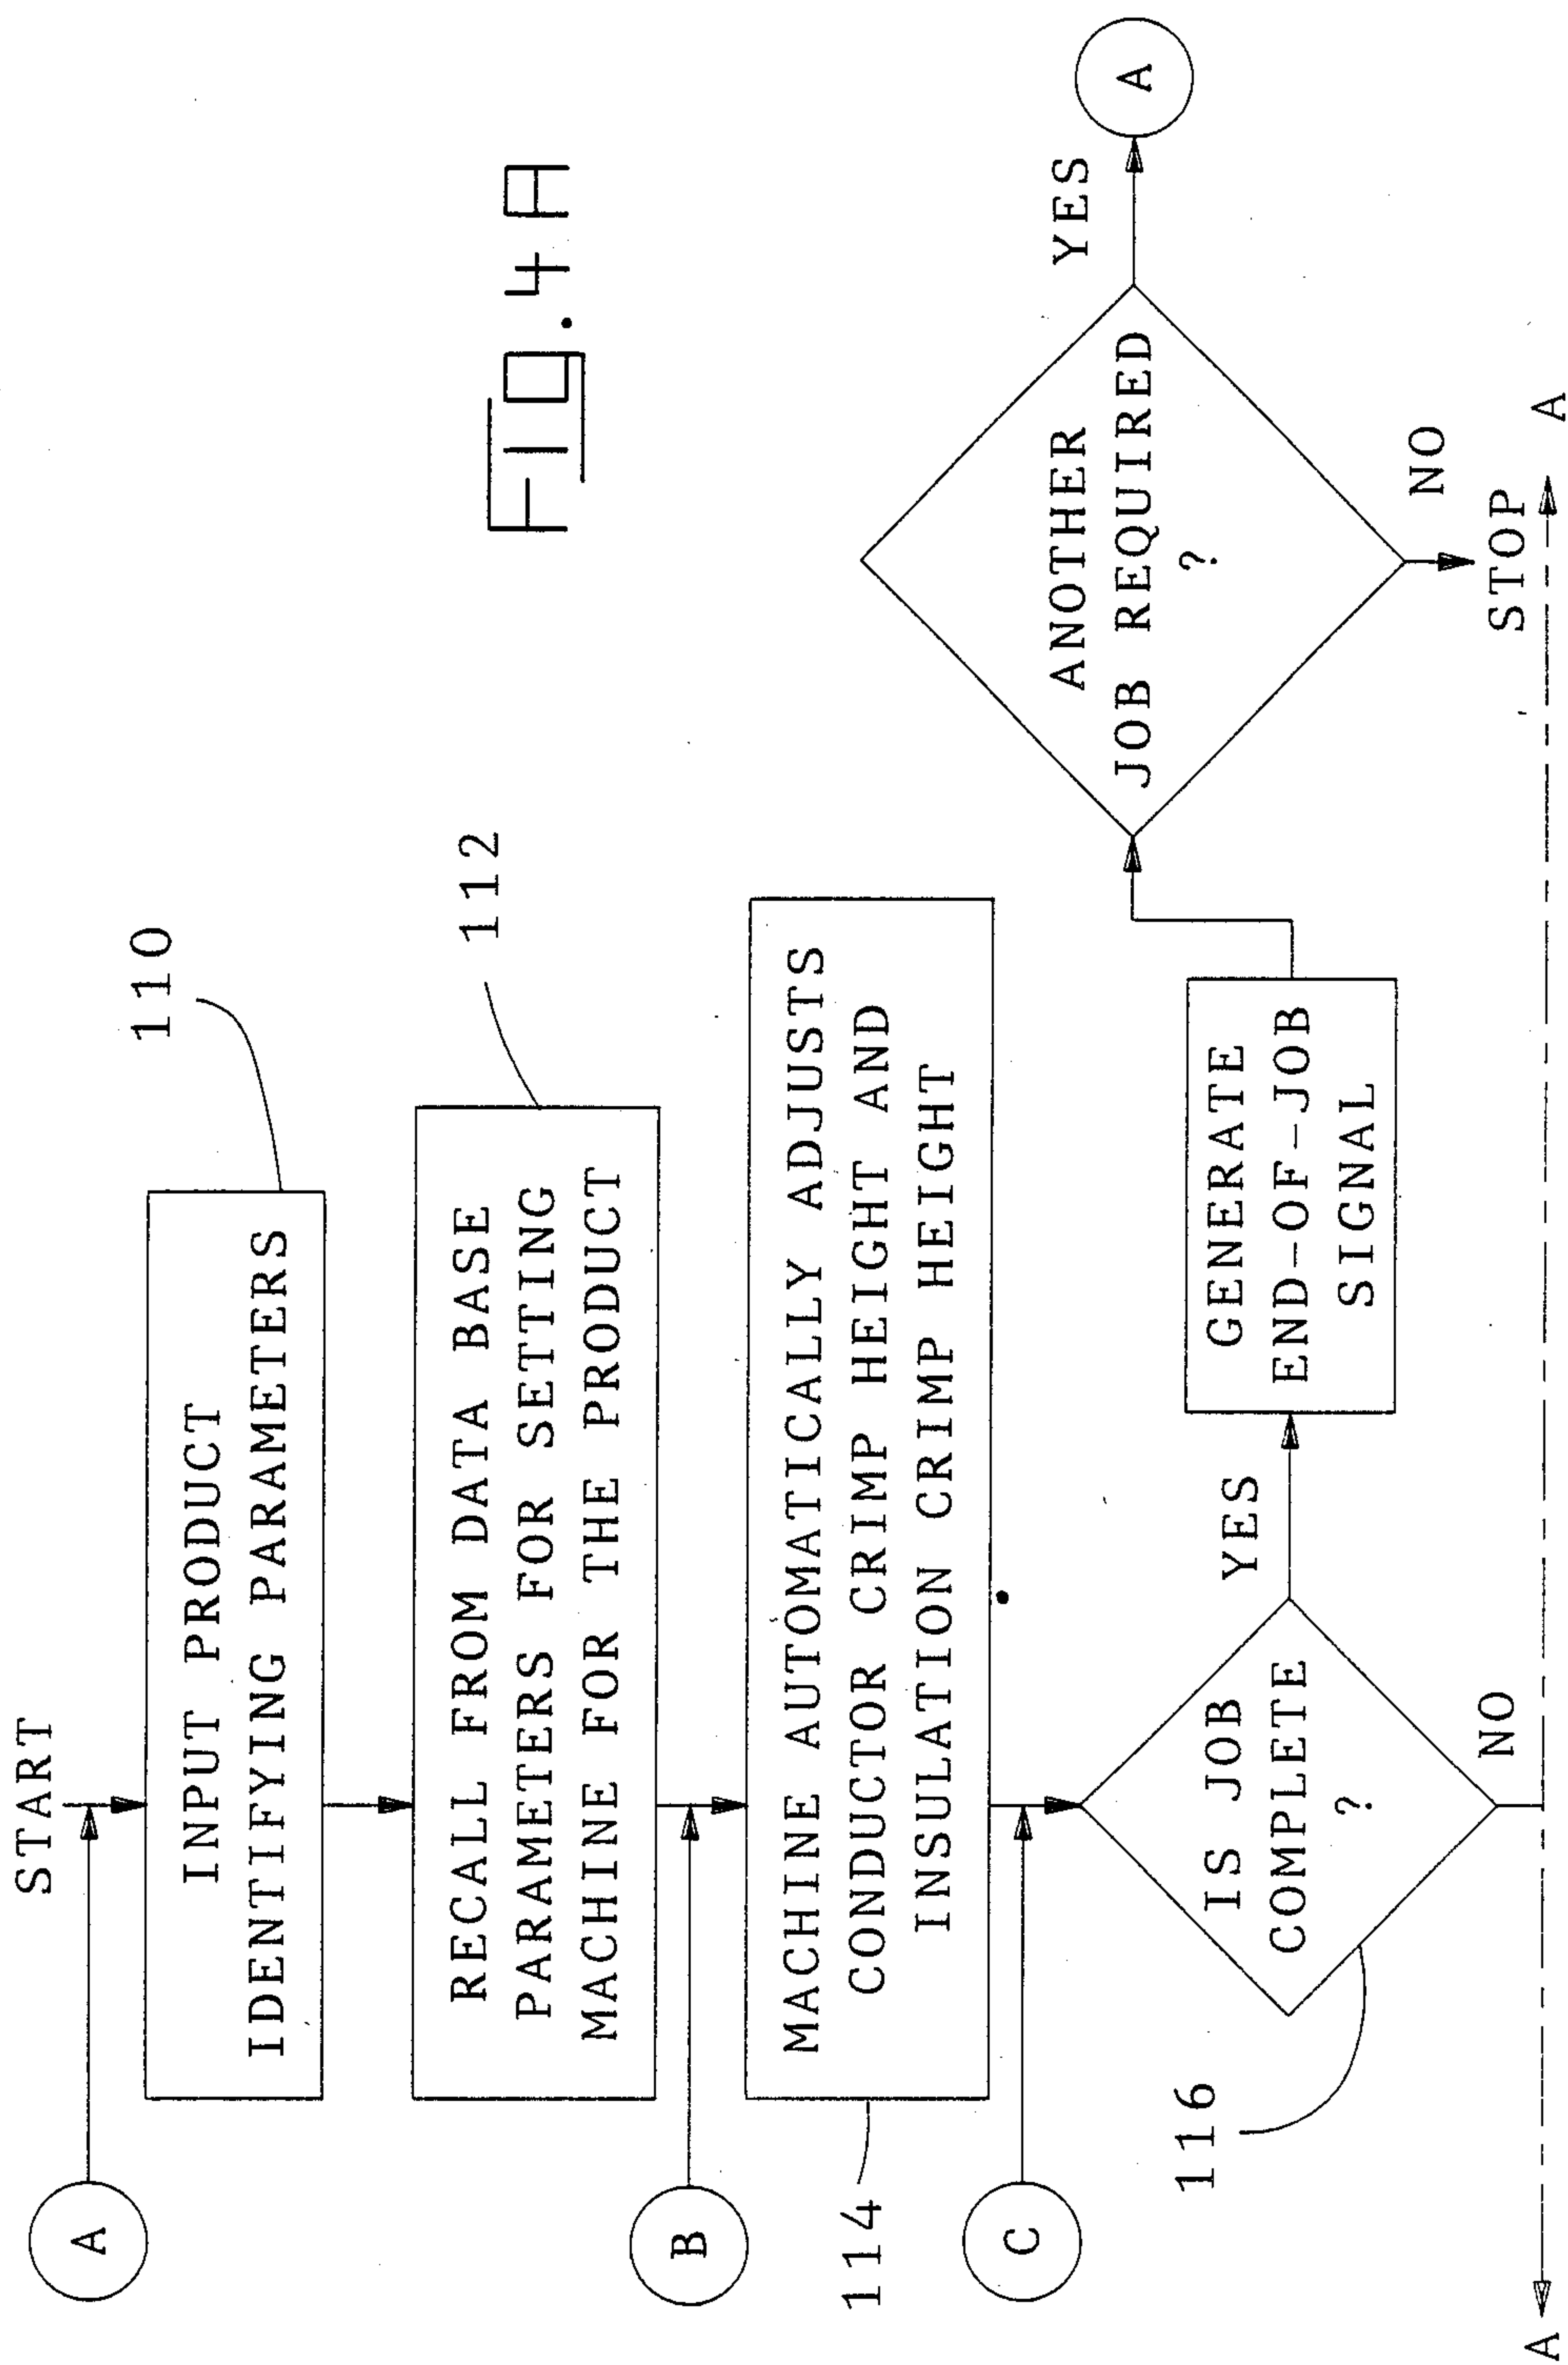 FIG. 4A
START
A
110
INPUT PRODUCT
IDENTIFYING PARAMETERS
112
RECALL FROM DATA BASE
PARAMETERS FOR SETTING
MACHINE FOR THE PRODUCT
B
114
MACHINE AUTOMATICALLY ADJUSTS
CONDUCTOR CRIMP HEIGHT AND
INSULATION CRIMP HEIGHT
C
116
IS JOB
COMPLETE
?
YES
NO
GENERATE
END-OF-JOB
SIGNAL
ANOTHER
JOB REQUIRED
?
YES
A
NO
STOP
A
A